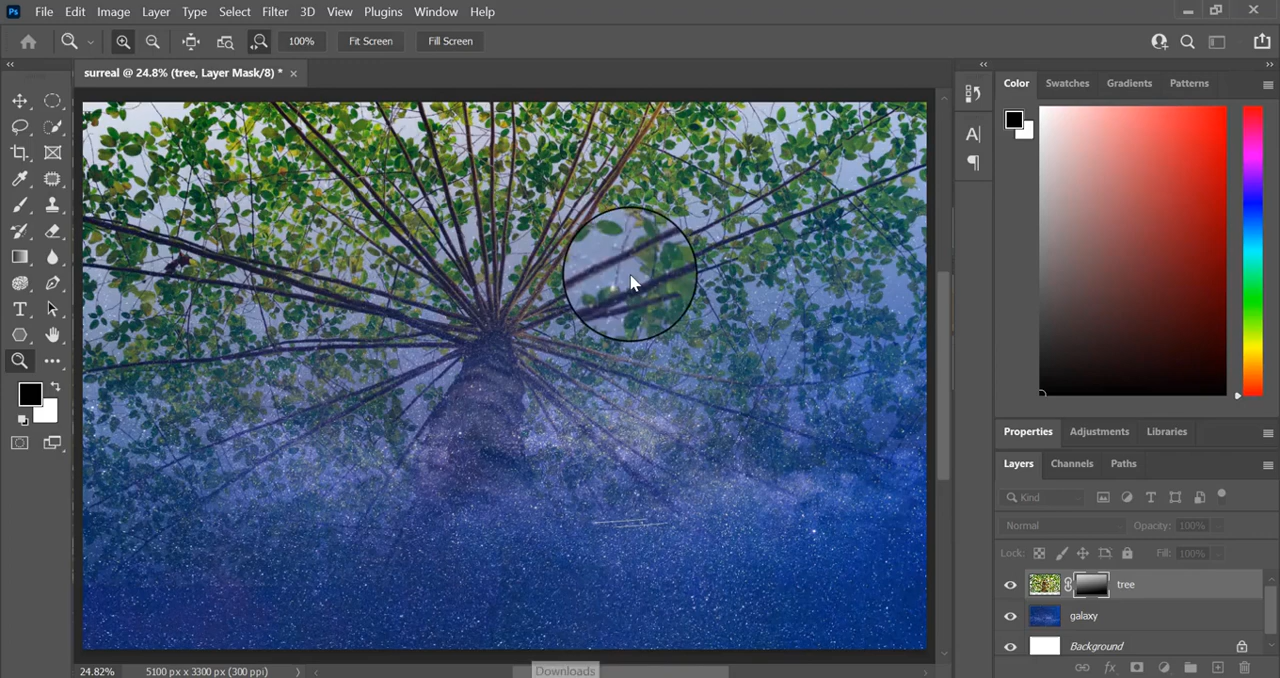 Ps File Edit Image Layer Type Select Filter 3D View Plugins Window Help
100% Fit Screen Fill Screen
surreal @ 24.8% (tree, Layer Mask/8) * ×
Color Swatches Gradients Patterns
A|
T
Properties Adjustments Libraries
Layers Channels Paths
Kind
Normal Opacity: 100%
Lock: Fill: 100%
tree
galaxy
Background
fx
24.82% 5100 px x 3300 px (300 ppi)
Downloads